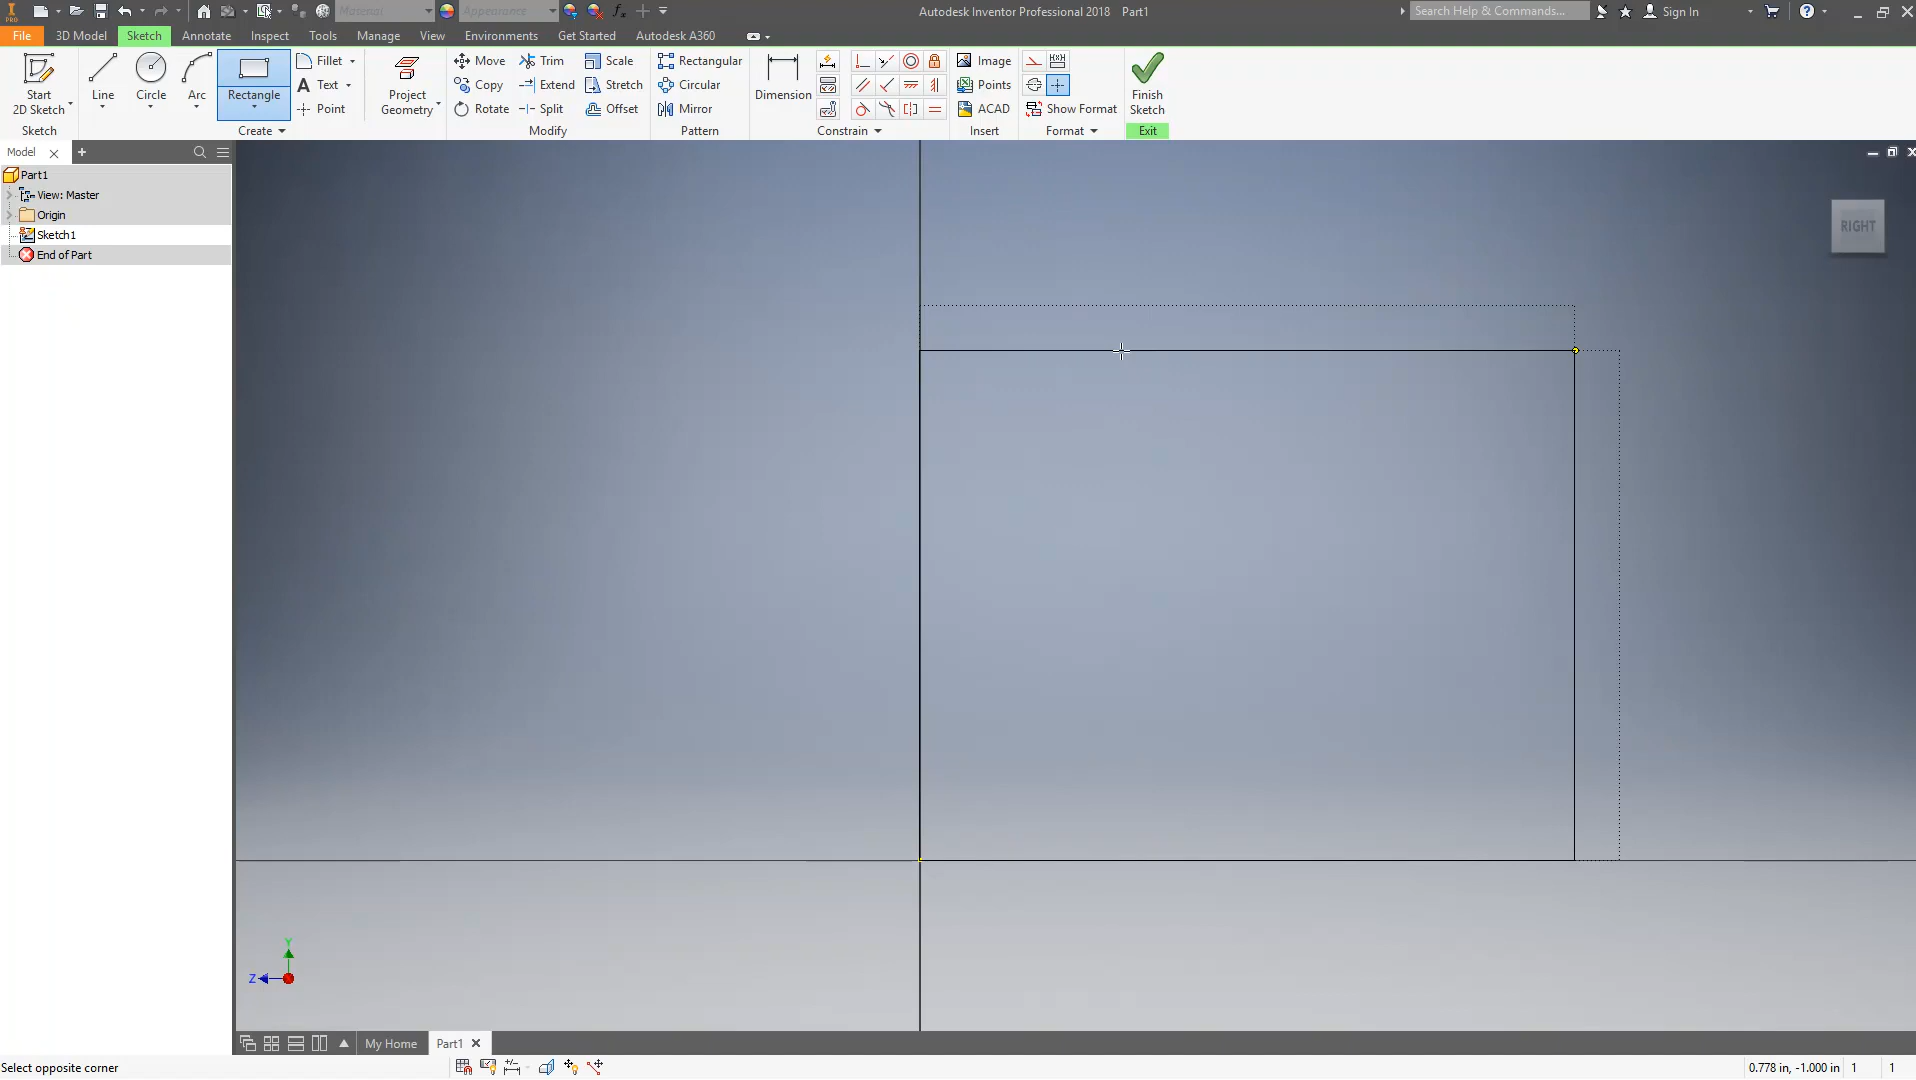 Material
Appearance
fx
Autodesk Inventor Professional 2018 Part1
Search Help & Commands...
Sign In
File 3D Model Sketch Annotate Inspect Tools Manage View Environments Get Started Autodesk A360
Start
2D Sketch
Sketch
Line
Circle
Arc
Rectangle
Fillet
Text
Point
Create
Project
Geometry
Move
Copy
Rotate
Trim
Extend
Split
Scale
Stretch
Offset
Modify
Rectangular
Circular
Mirror
Pattern
Dimension
Constrain
Image
Points
ACAD
Insert
Show Format
Format
Finish
Sketch
Exit
Model
Part1
View: Master
Origin
Sketch1
End of Part
RIGHT
Y
Z
My Home
Part1
Select opposite corner
0.778 in, -1.000 in 1 1